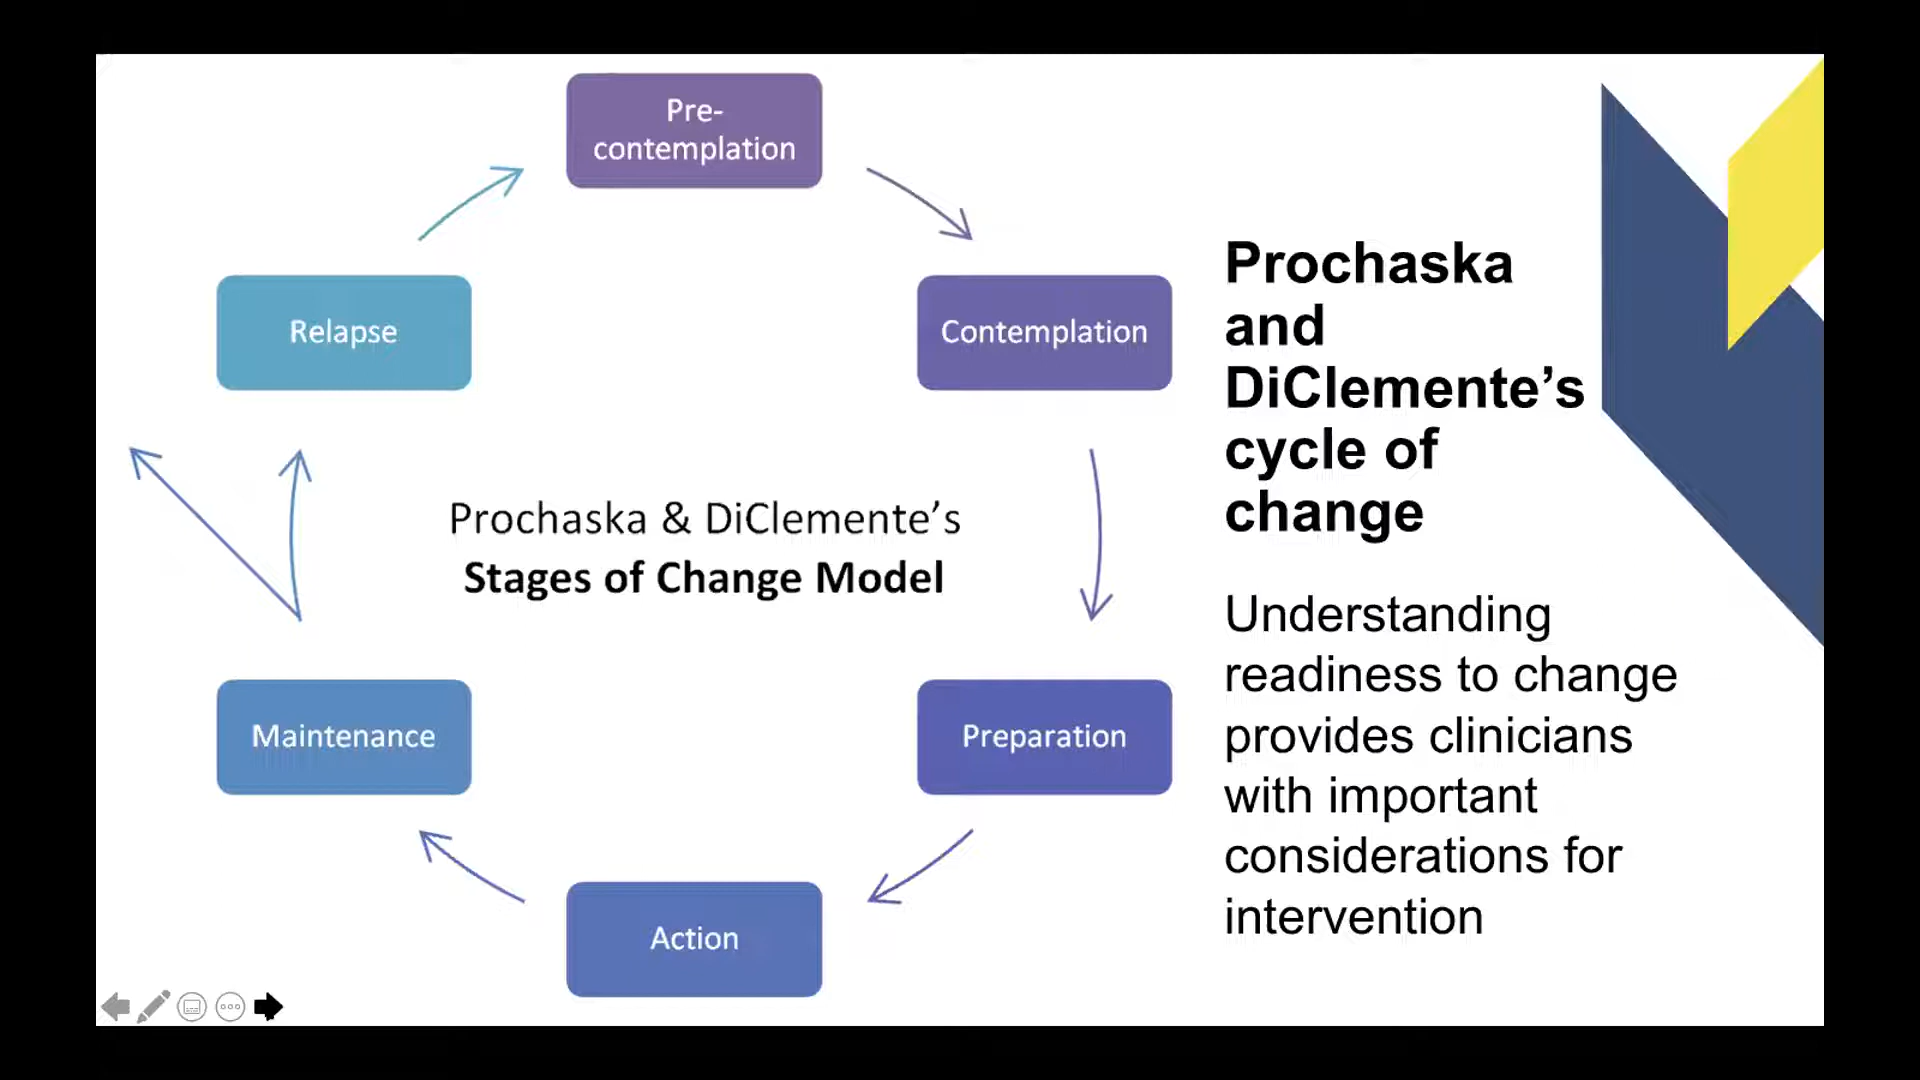 Pre-
contemplation
Contemplation
Preparation
Action
Maintenance
Relapse
Prochaska & DiClemente’s
Stages of Change Model
Prochaska
and
DiClemente’s
cycle of
change
Understanding
readiness to change
provides clinicians
with important
considerations for
intervention